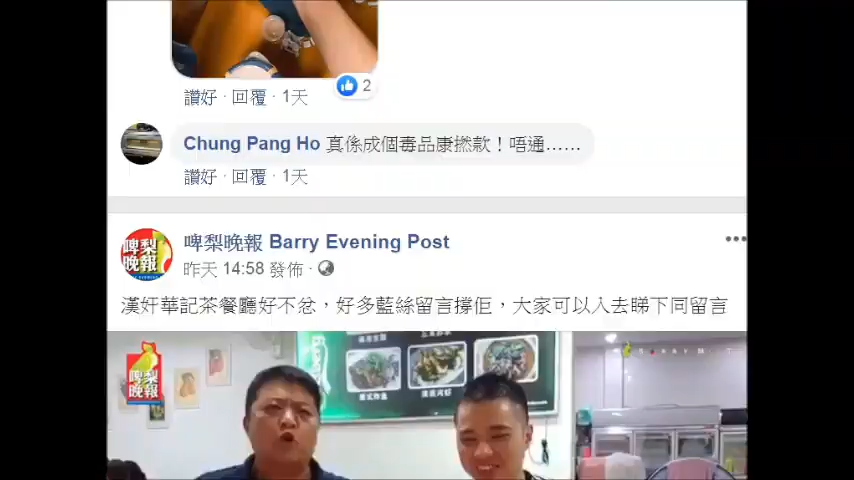 2
讚好 · 回覆 · 1天
Chung Pang Ho 真係成個毒品康撚款！唔通……
讚好 · 回覆 · 1天
啤梨晚報
啤梨晚報 Barry Evening Post
昨天 14:58 發佈 ·
漢奸華記茶餐廳好不忿，好多藍絲留言撐佢，大家可以入去睇下同留言
啤梨晚報